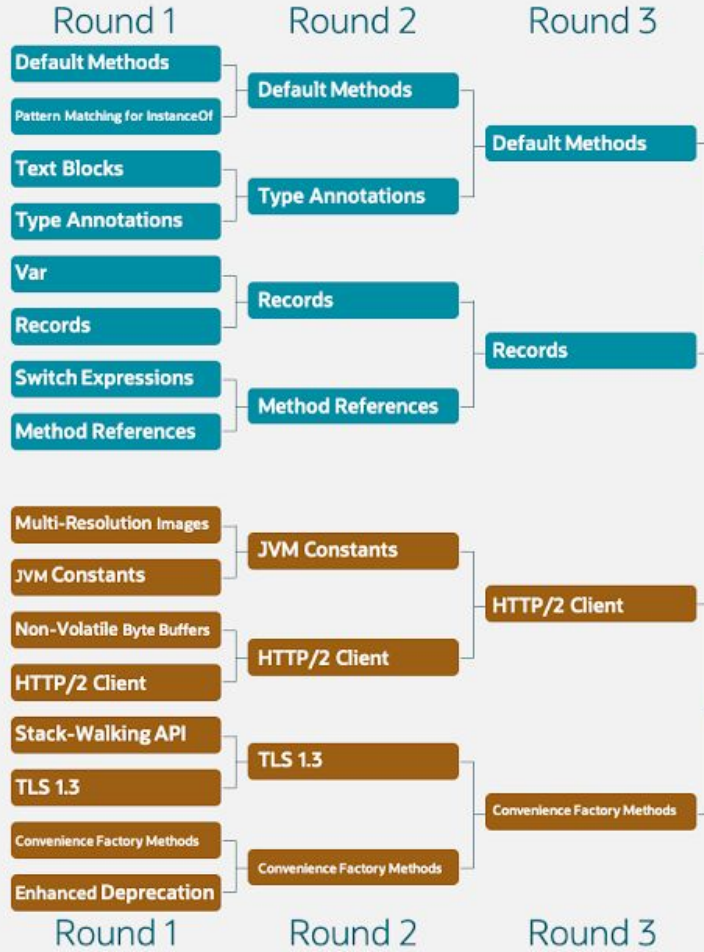 Round 1
Round 2
Round 3
Default Methods
Pattern Matching for InstanceOf
Text Blocks
Type Annotations
Var
Records
Switch Expressions
Method References
Default Methods
Type Annotations
Records
Method References
Default Methods
Records
Multi-Resolution Images
JVM Constants
Non-Volatile Byte Buffers
HTTP/2 Client
Stack-Walking API
TLS 1.3
Convenience Factory Methods
Enhanced Deprecation
JVM Constants
HTTP/2 Client
TLS 1.3
Convenience Factory Methods
HTTP/2 Client
Convenience Factory Methods
Round 1
Round 2
Round 3